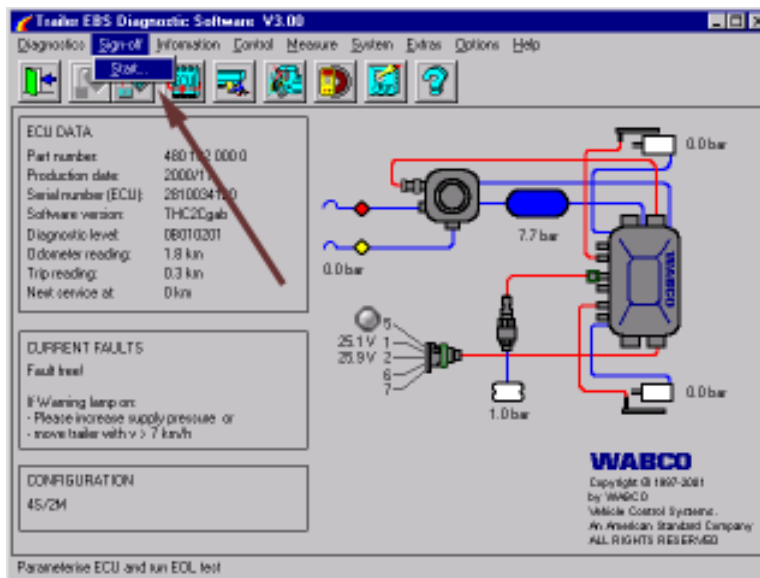 Trailer EBS Diagnostic Software V3.00
Diagnostics Sign-off Information Control Measure System Extras Options Help
Start...
ECU DATA
Part number:
Production date: 2000/
Serial number (ECU):
Software version: THC2Cgab
Diagnostic level: 0B010201
Odometer reading: 1.8 km
Trip reading: 0.3 km
Next service at: 0 km
CURRENT FAULTS
Fault free!
If Warning lamp on:
- Please increase supply pressure or
- move trailer with v > 7 km/h
CONFIGURATION
4S/2M
0.0 bar
7.7 bar
0.0 bar
WABCO
5
25.1 V 1
25.9 V 2
6
7
1.0 bar
0.0 bar
WABCO
Copyright © 1997-2001
by WABCO
Vehicle Control Systems.
An American Standard Company
ALL RIGHTS RESERVED
Parameterise ECU and run EOL test